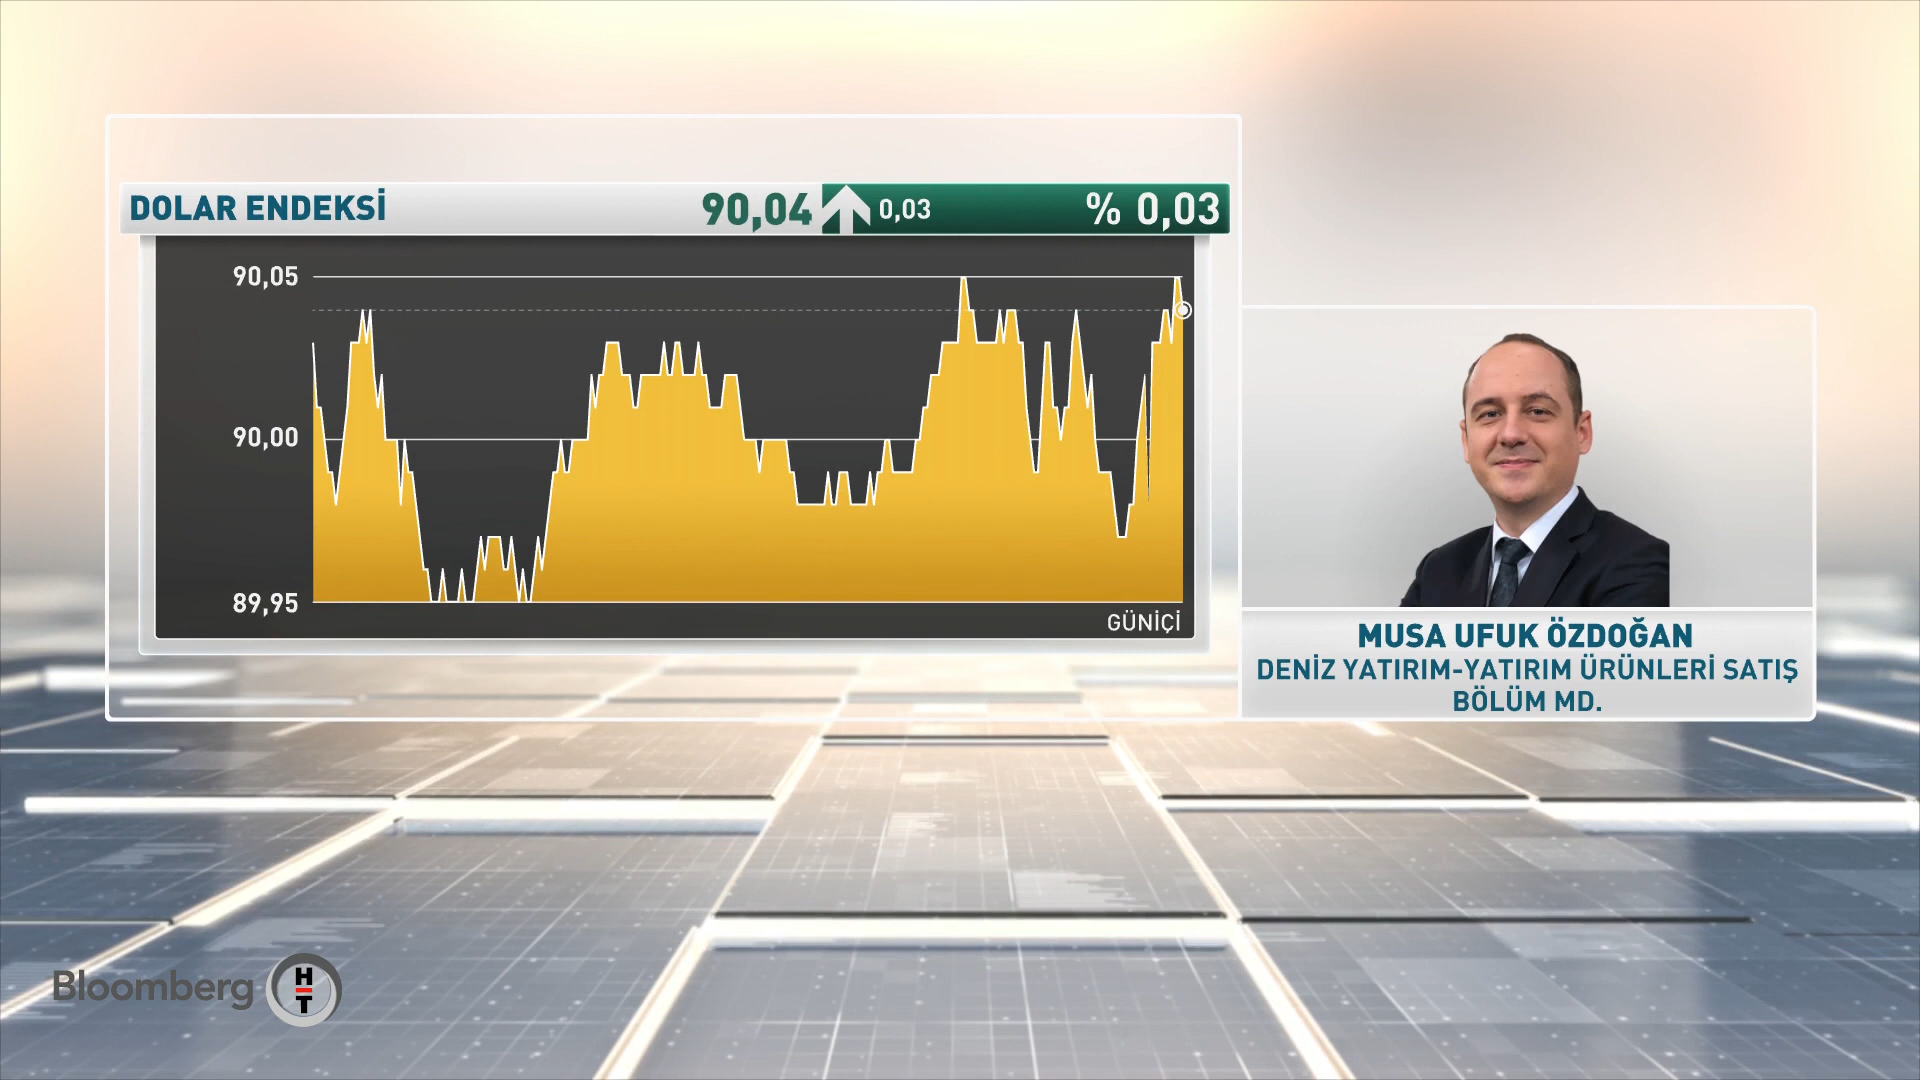 DOLAR ENDEKSİ 90,04 0,03 % 0,03
90,05
90,00
89,95
GÜNİÇİ
MUSA UFUK ÖZDOĞAN
DENİZ YATIRIM-YATIRIM ÜRÜNLERİ SATIŞ
BÖLÜM MD.
Bloomberg HT